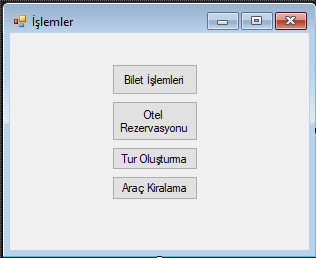 İşlemler
Bilet İşlemleri
Otel
Rezervasyonu
Tur Oluşturma
Araç Kiralama